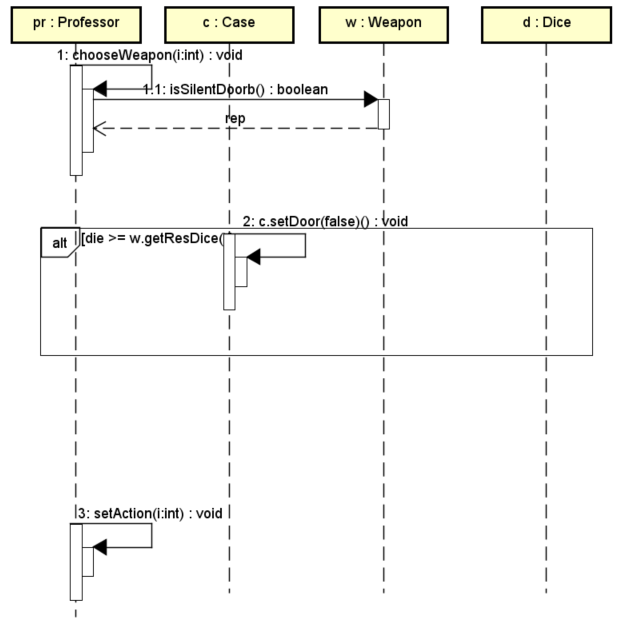 pr : Professor
c : Case
w : Weapon
d : Dice
1: chooseWeapon(i:int) : void
1.1: isSilentDoorb() : boolean
rep
2: c.setDoor(false)() : void
alt
[die >= w.getResDice(
3: setAction(i:int) : void